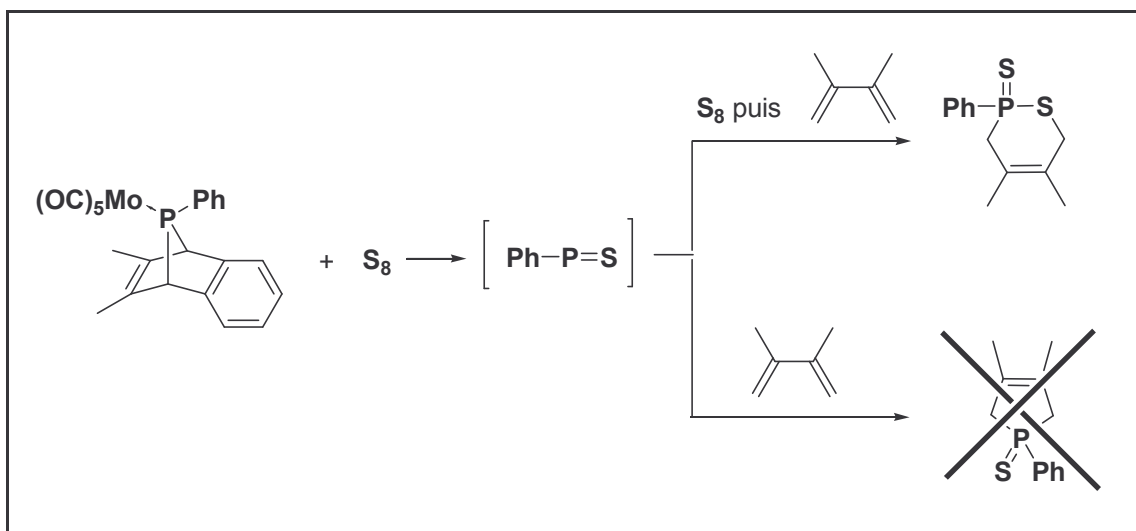 S
S8 puis
Ph P S
(OC)5Mo P Ph
+ S8
[ Ph P=S ]
P
S Ph